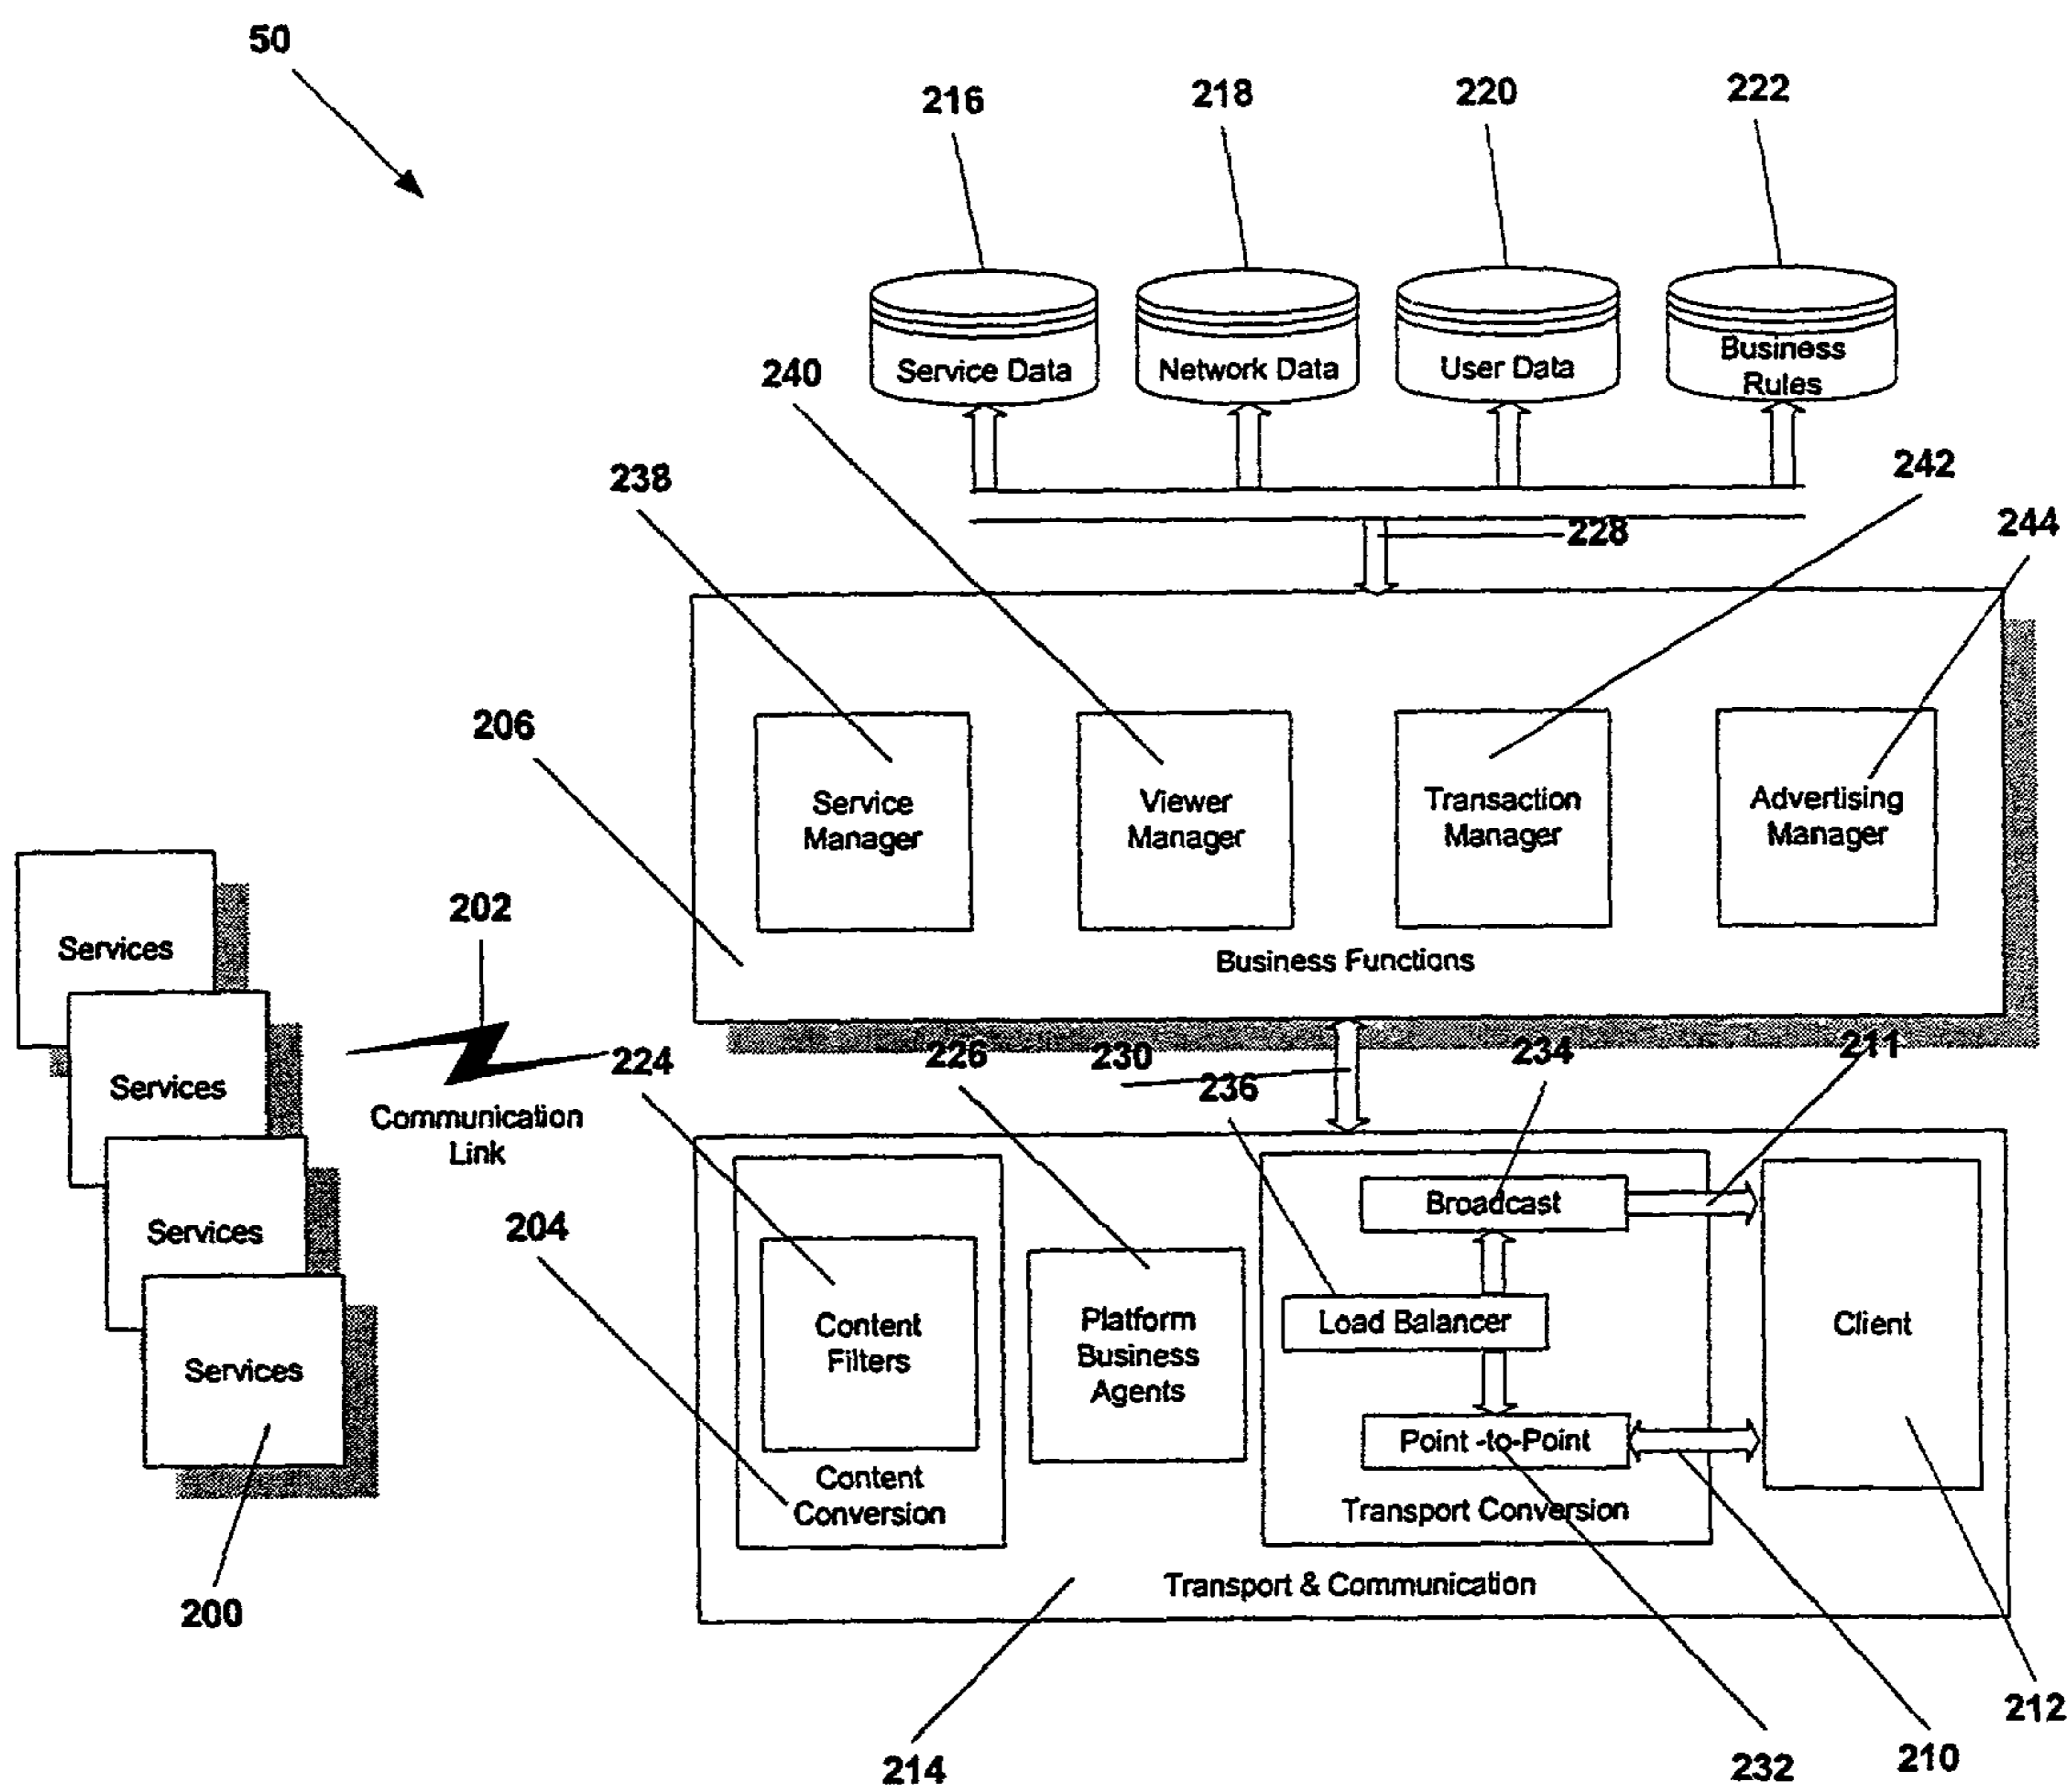 50
216
218
220
222
Service Data
Network Data
User Data
Business
Rules
240
238
242
228
244
206
Service
Manager
Viewer
Manager
Transaction
Manager
Advertising
Manager
Business Functions
202
Services
Services
Services
Services
Communication
Link
200
224
226
230
236
234
211
204
Content
Filters
Content
Conversion
Platform
Business
Agents
Broadcast
Load Balancer
Point -to-Point
Transport Conversion
Client
Transport & Communication
214
232
210
212